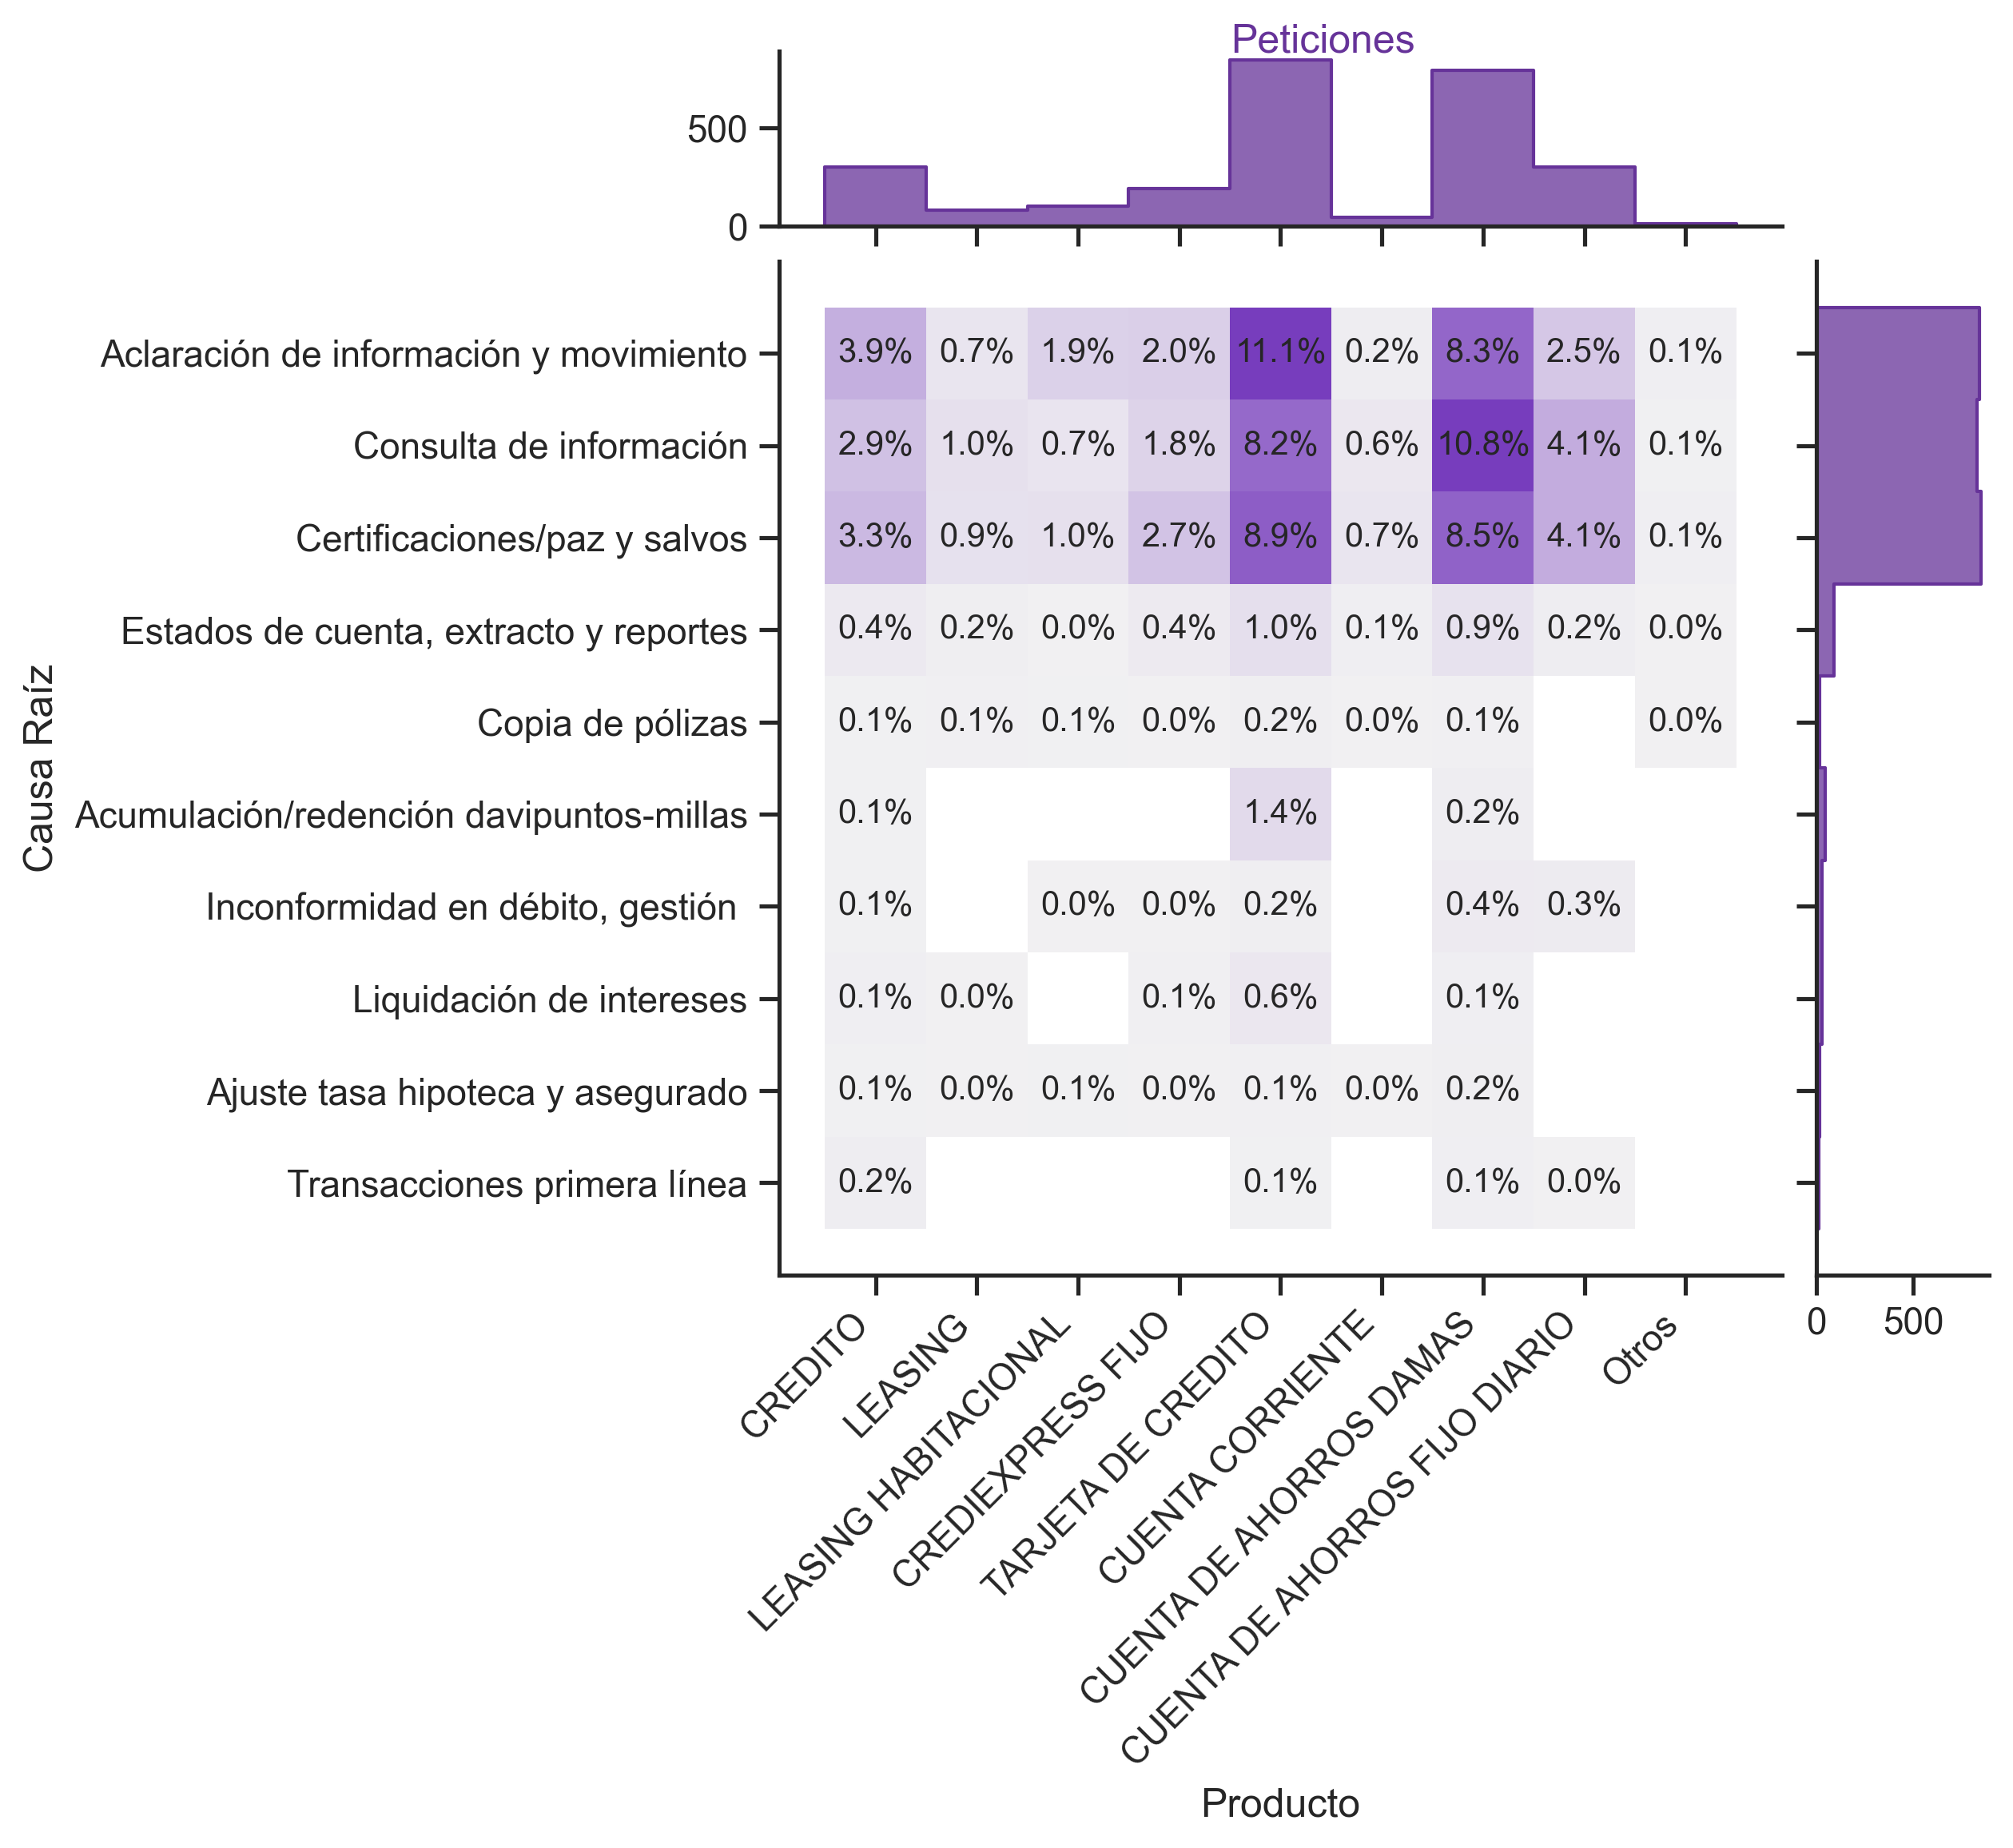 Peticiones
500
0
Causa Raíz
Aclaración de información y movimiento 3.9% 0.7% 1.9% 2.0% 11.1% 0.2% 8.3% 2.5% 0.1%
Consulta de información 2.9% 1.0% 0.7% 1.8% 8.2% 0.6% 10.8% 4.1% 0.1%
Certificaciones/paz y salvos 3.3% 0.9% 1.0% 2.7% 8.9% 0.7% 8.5% 4.1% 0.1%
Estados de cuenta, extracto y reportes 0.4% 0.2% 0.0% 0.4% 1.0% 0.1% 0.9% 0.2% 0.0%
Copia de pólizas 0.1% 0.1% 0.1% 0.0% 0.2% 0.0% 0.1% 0.0%
Acumulación/redención davipuntos-millas 0.1% 1.4% 0.2%
Inconformidad en débito, gestión 0.1% 0.0% 0.0% 0.2% 0.4% 0.3%
Liquidación de intereses 0.1% 0.0% 0.1% 0.6% 0.1%
Ajuste tasa hipoteca y asegurado 0.1% 0.0% 0.1% 0.0% 0.1% 0.0% 0.2%
Transacciones primera línea 0.2% 0.1% 0.1% 0.0%
0 500
CREDITO
LEASING
LEASING HABITACIONAL
CREDIEXPRESS FIJO
TARJETA DE CREDITO
CUENTA CORRIENTE
CUENTA DE AHORROS DAMAS
CUENTA DE AHORROS FIJO DIARIO
Otros
Producto